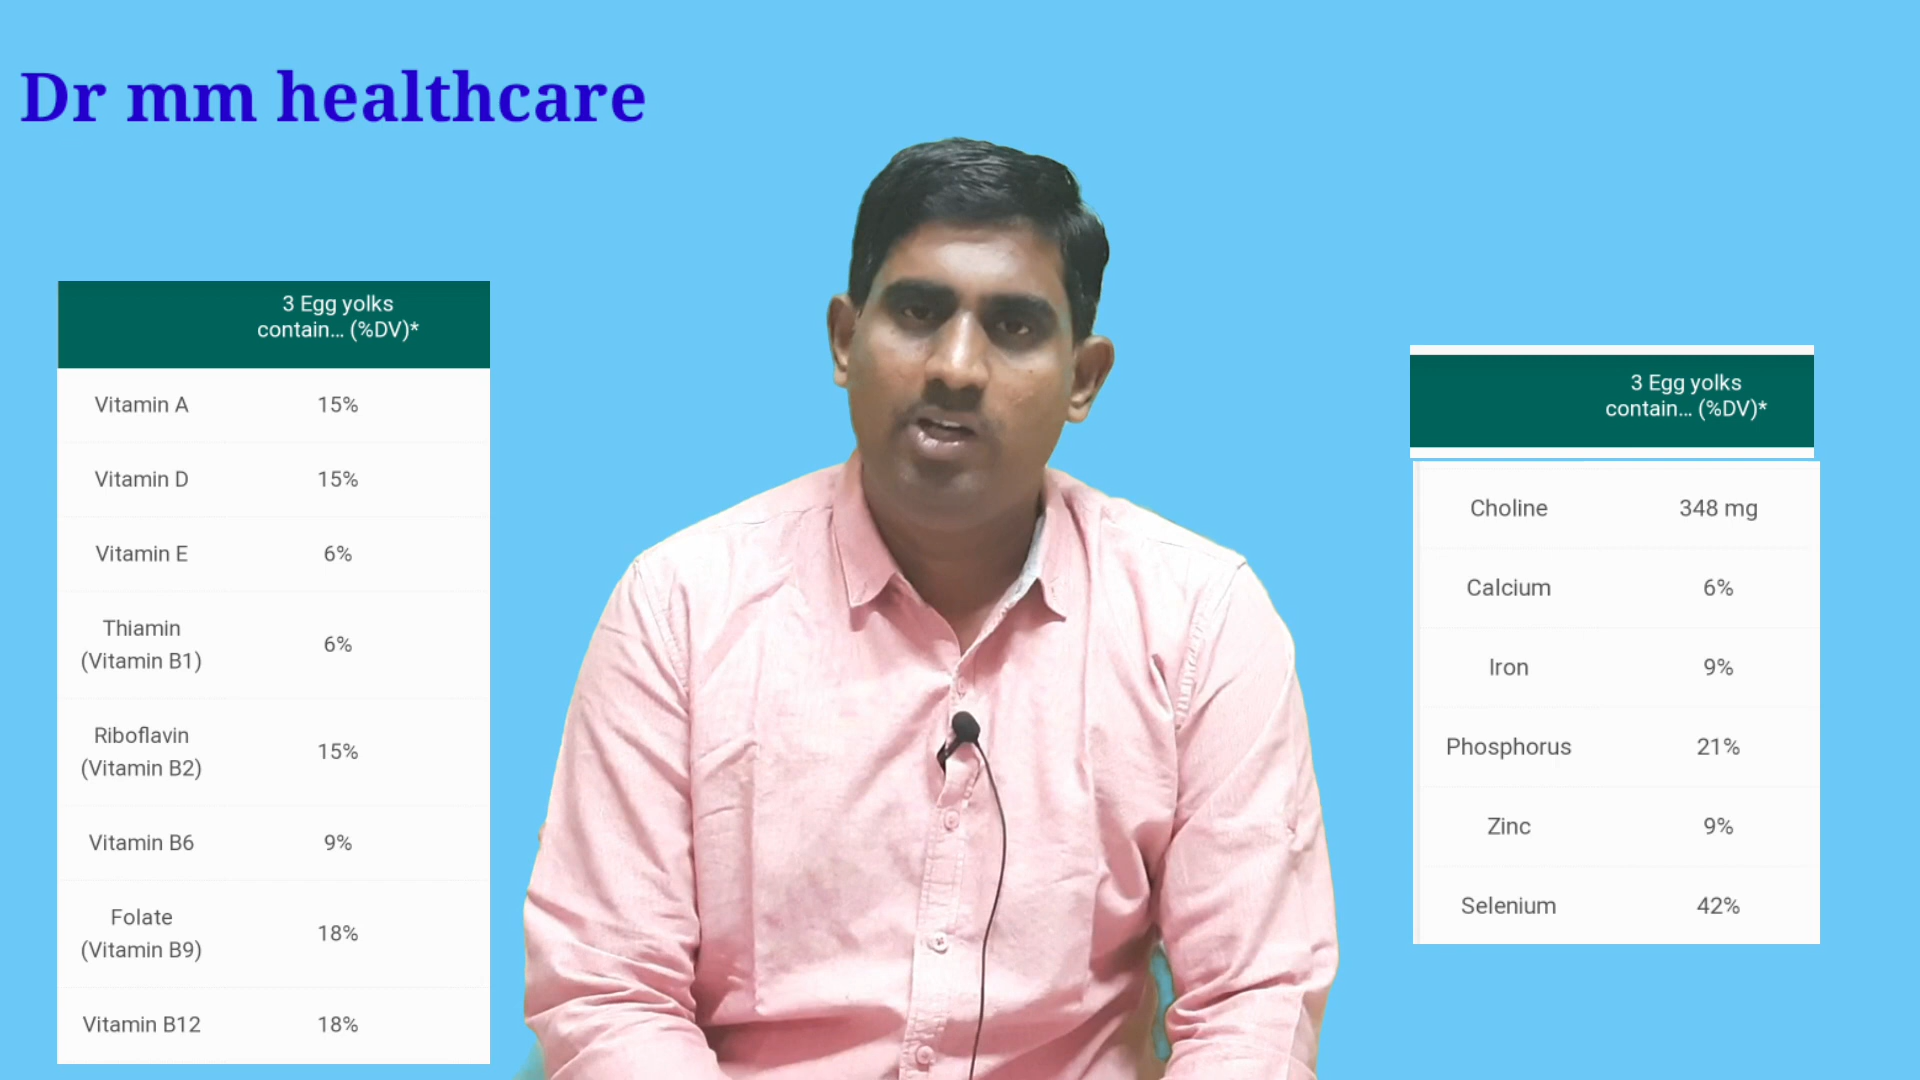 Dr mm healthcare
3 Egg yolks
contain... (%DV)*
Vitamin A 15%
Vitamin D 15%
Vitamin E 6%
Thiamin
(Vitamin B1) 6%
Riboflavin
(Vitamin B2) 15%
Vitamin B6 9%
Folate
(Vitamin B9) 18%
Vitamin B12 18%
3 Egg yolks
contain... (%DV)*
Choline 348 mg
Calcium 6%
Iron 9%
Phosphorus 21%
Zinc 9%
Selenium 42%